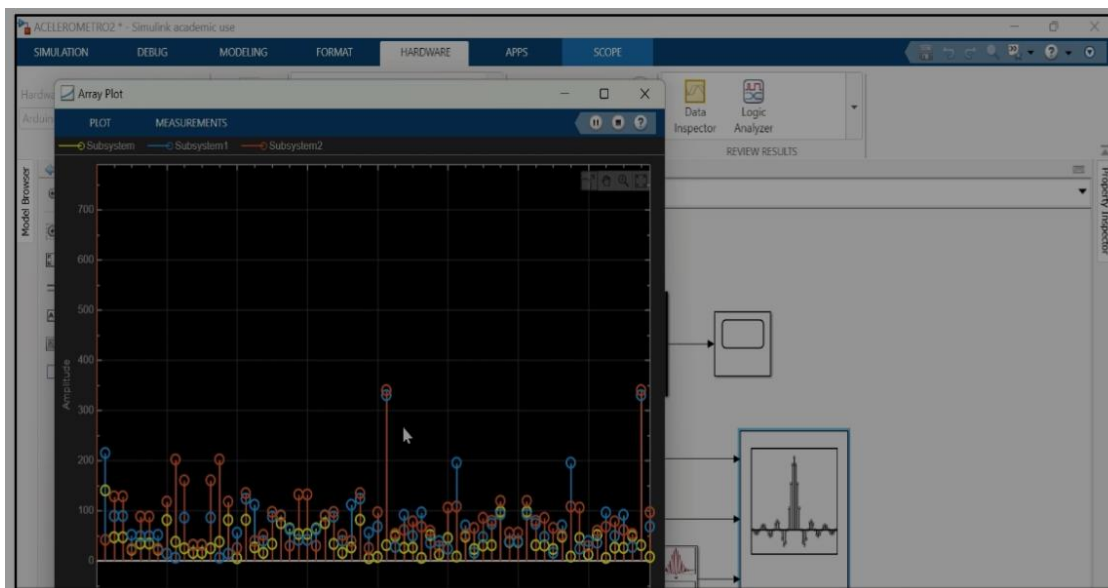 ACELEROMETRO2 * - Simulink academic use
SIMULATION DEBUG MODELING FORMAT HARDWARE APPS SCOPE
Array Plot
PLOT MEASUREMENTS
Subsystem Subsystem1 Subsystem2
Data Inspector
Logic Analyzer
REVIEW RESULTS
Model Browser
Property Inspector
Amplitude
700
600
500
400
300
200
100
0